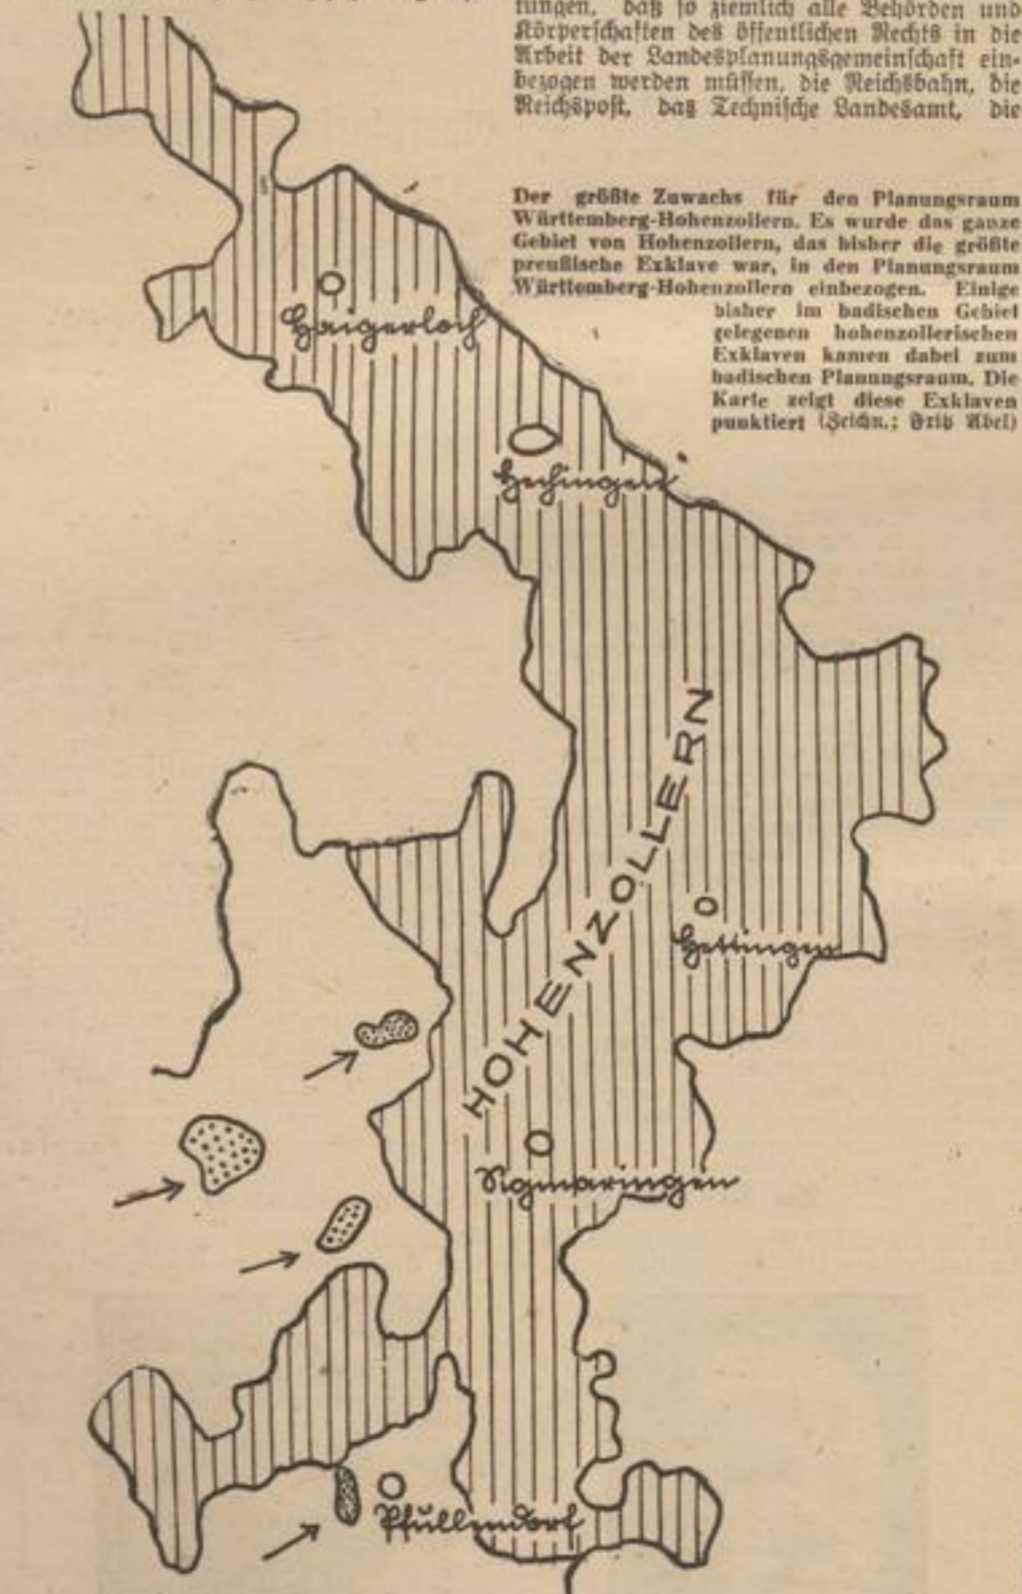 tungen, daß so ziemlich alle Behörden und
Körperschaften des öffentlichen Rechts in die
Arbeit der Landesplanungsgemeinschaft ein-
bezogen werden müssen, die Reichsbahn, die
Reichspost, das Technische Landesamt, die
Der größte Zuwachs für den Planungsraum
Württemberg-Hohenzollern. Es wurde das ganze
Gebiet von Hohenzollern, das bisher die größte
preußische Exklave war, in den Planungsraum
Württemberg-Hohenzollern einbezogen. Einige
bisher im badischen Gebiet
gelegenen hohenzollerischen
Exklaven kamen dabei zum
badischen Planungsraum. Die
Karte zeigt diese Exklaven
punktiert (Zeichn.: Fritz Abel)
Haigerloch
Hechingen
HOHENZOLLERN
Hettingen
Sigmaringen
Pfullendorf